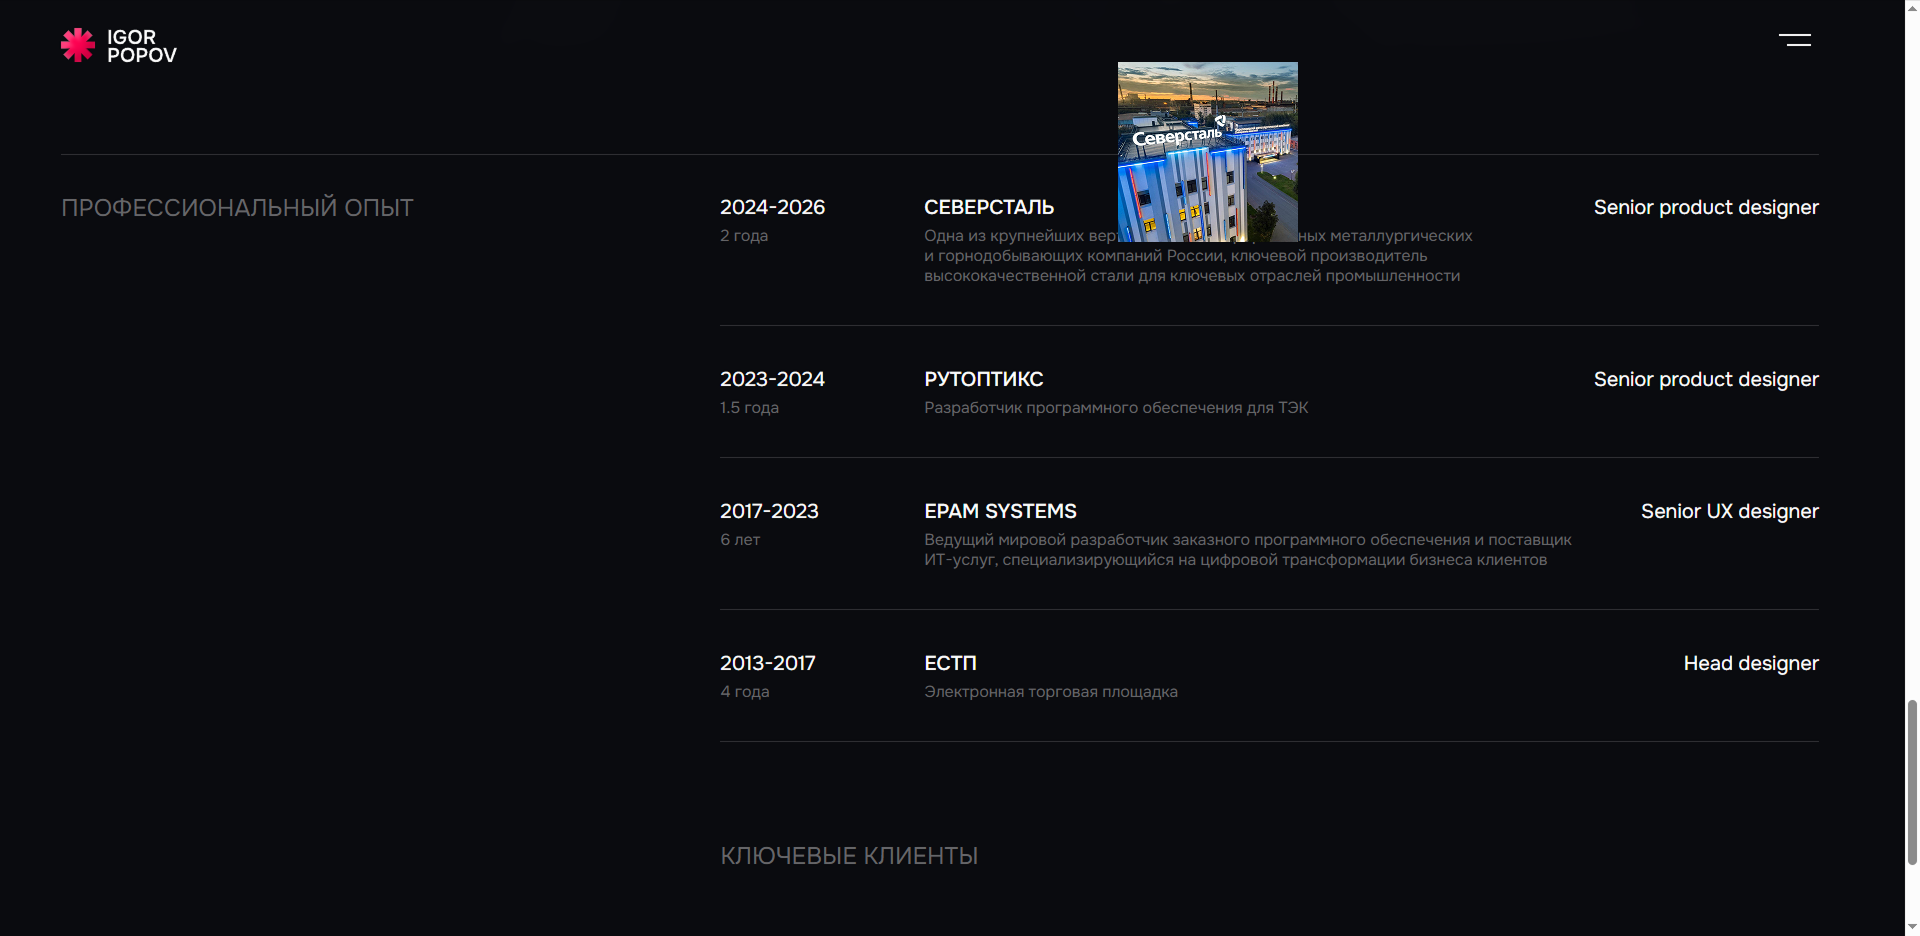 IGOR
POPOV
Северсталь
ПРОФЕССИОНАЛЬНЫЙ ОПЫТ
2024-2026
2 года
СЕВЕРСТАЛЬ
Одна из крупнейших ных металлургических
и горнодобывающих компаний России, ключевой производитель
высококачественной стали для ключевых отраслей промышленности
Senior product designer
2023-2024
1.5 года
РУТОПТИКС
Разработчик программного обеспечения для ТЭК
Senior product designer
2017-2023
6 лет
EPAM SYSTEMS
Ведущий мировой разработчик заказного программного обеспечения и поставщик
ИТ-услуг, специализирующийся на цифровой трансформации бизнеса клиентов
Senior UX designer
2013-2017
4 года
ЕСТП
Электронная торговая площадка
Head designer
КЛЮЧЕВЫЕ КЛИЕНТЫ